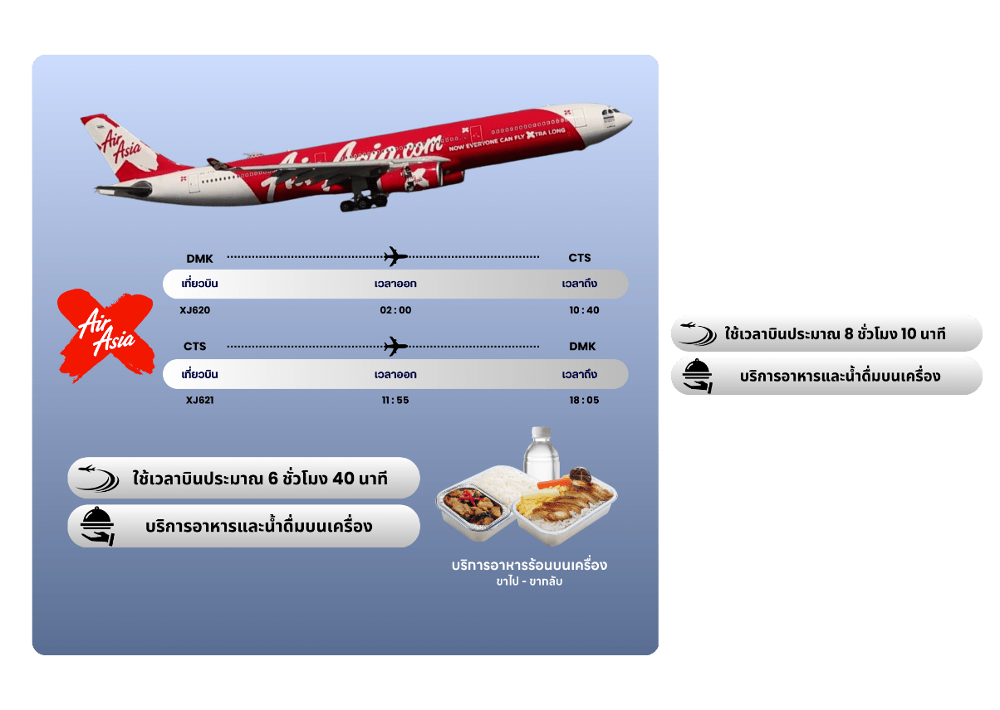 Air
Asia
AirAsia.com
NOW EVERYONE CAN FLY XTRA LONG
DMK
CTS
เที่ยวบิน เวลาออก เวลาถึง
XJ620 02 : 00 10 : 40
Air
Asia
CTS
DMK
เที่ยวบิน เวลาออก เวลาถึง
XJ621 11 : 55 18 : 05
ใช้เวลาบินประมาณ 6 ชั่วโมง 40 นาที
บริการอาหารและน้ำดื่มบนเครื่อง
บริการอาหารร้อนบนเครื่อง
ขาไป - ขากลับ
ใช้เวลาบินประมาณ 8 ชั่วโมง 10 นาที
บริการอาหารและน้ำดื่มบนเครื่อง